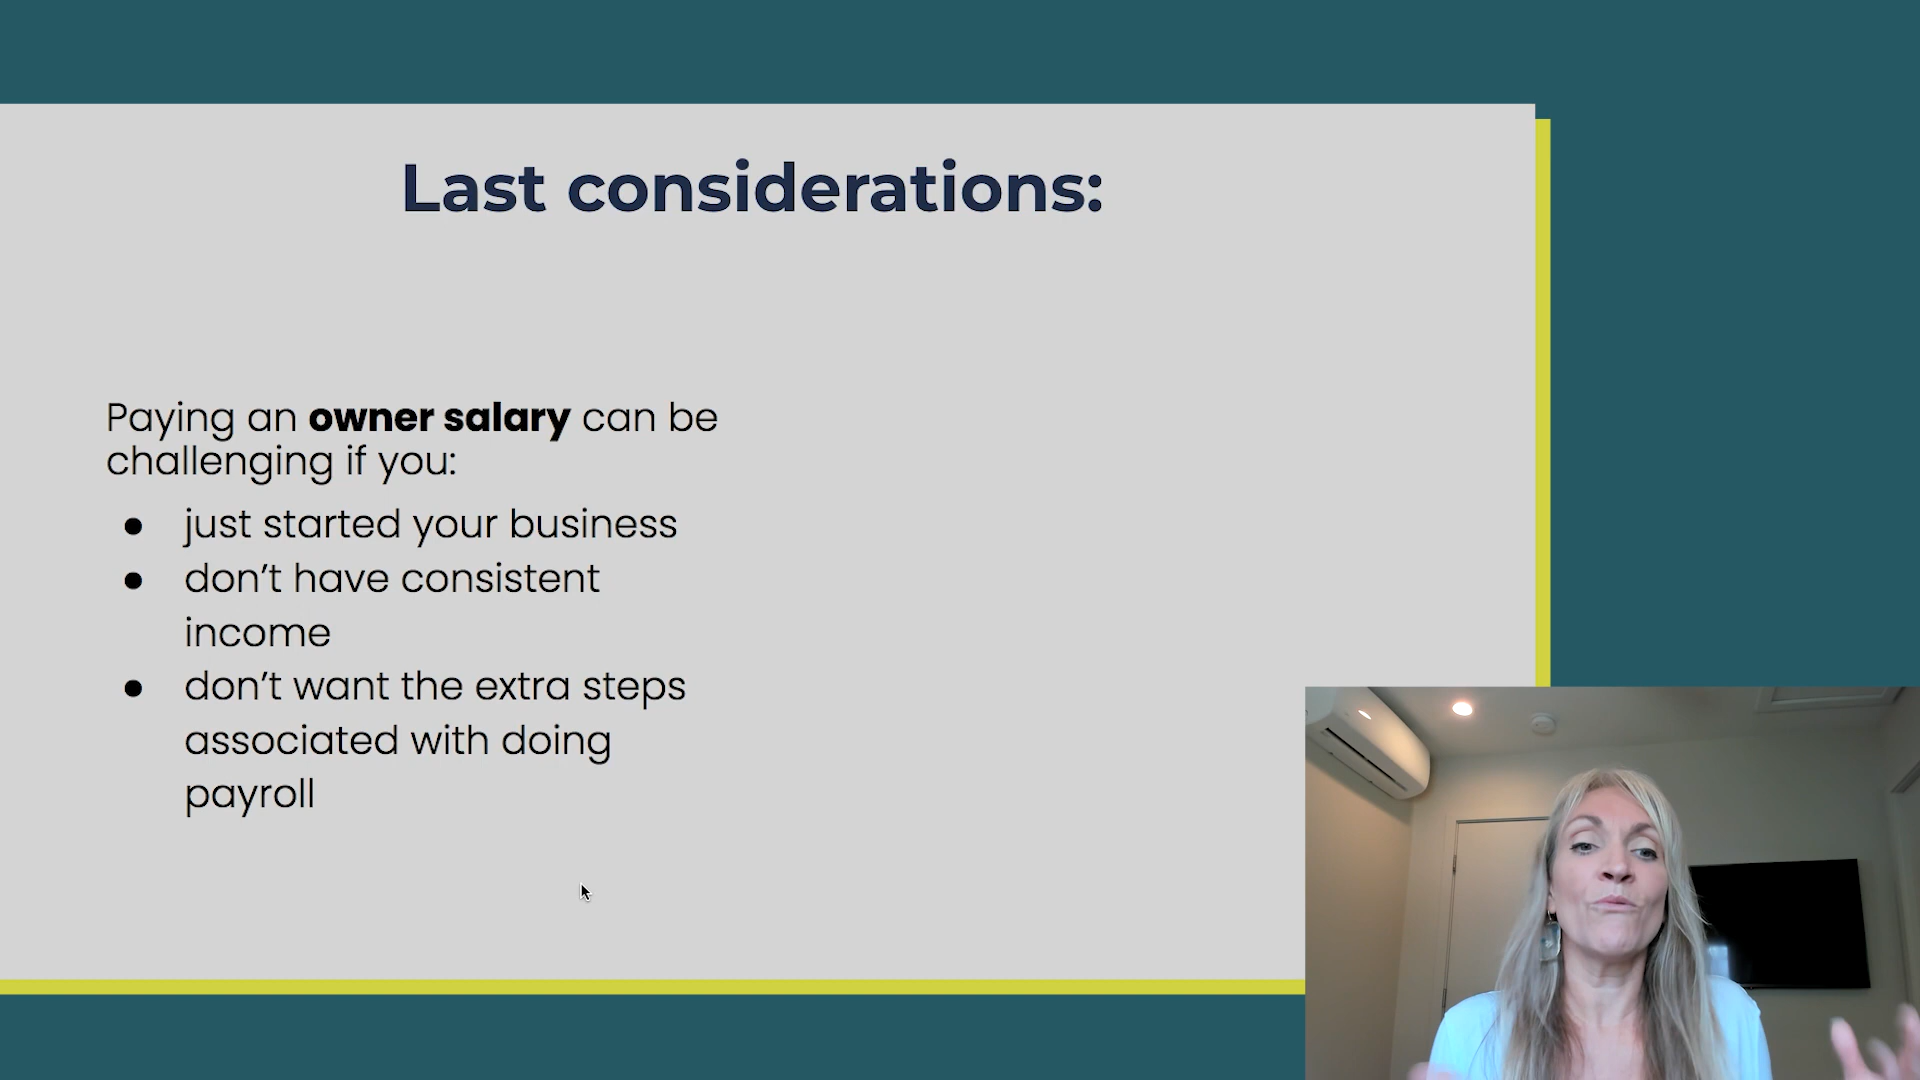 Last considerations:
Paying an owner salary can be
challenging if you:
● just started your business
● don’t have consistent
income
● don’t want the extra steps
associated with doing
payroll